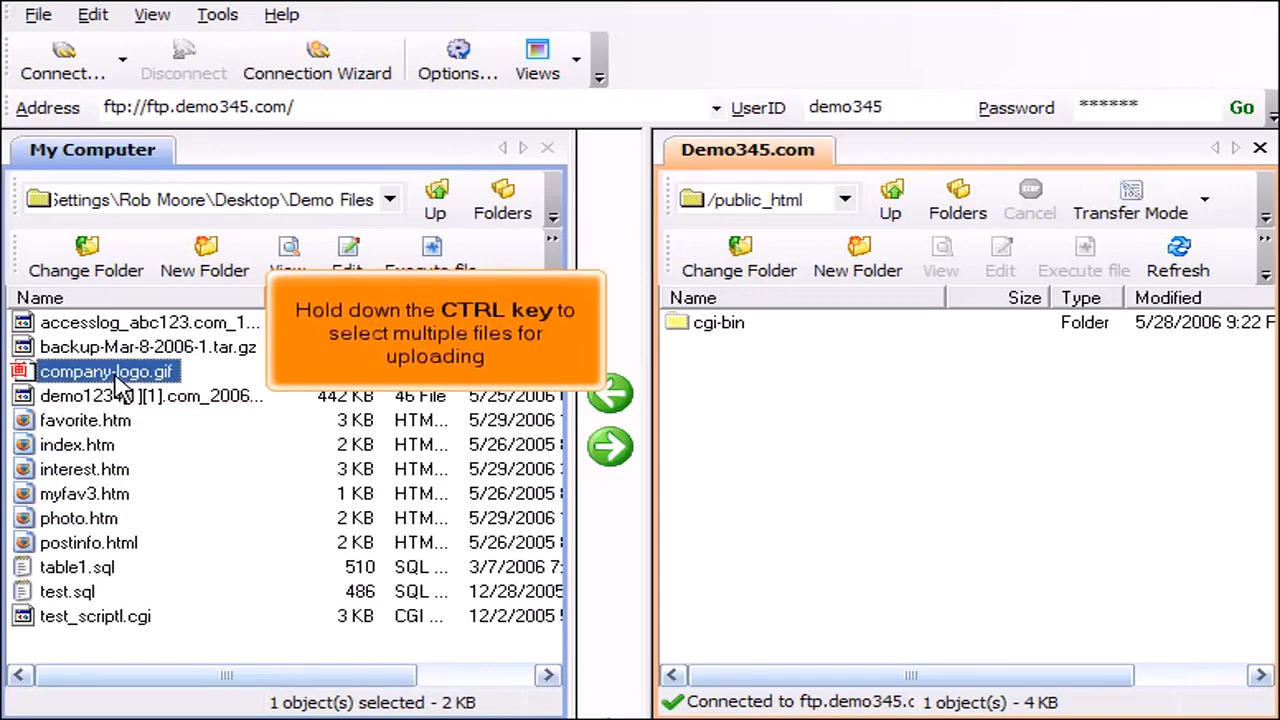 File Edit View Tools Help
Connect... Disconnect Connection Wizard Options... Views
Address ftp://ftp.demo345.com/ UserID demo345 Password ****** Go
My Computer
Settings\Rob Moore\Desktop\Demo Files Up Folders
Change Folder New Folder View Edit Execute file
Name
accesslog_abc123.com_1...
backup-Mar-8-2006-1.tar.gz
company-logo.gif
.com_2006... 442 KB 46 File 5/25/2006
favorite.htm 3 KB HTM... 5/29/2006
index.htm 2 KB HTM... 5/26/2005
interest.htm 3 KB HTM... 5/29/2006
myfav3.htm 1 KB HTM... 5/26/2005
photo.htm 2 KB HTM... 5/29/2006
postinfo.html 2 KB HTM... 5/26/2005
table1.sql 510 SQL ... 3/7/2006 7:
test.sql 486 SQL ... 12/28/2005
test_scriptl.cgi 3 KB CGI ... 12/2/2005
1 object(s) selected - 2 KB
Hold down the CTRL key to
select multiple files for
uploading
Demo345.com
/public_html Up Folders Cancel STOP Transfer Mode
Change Folder New Folder View Edit Execute file Refresh
Name Size Type Modified
cgi-bin Folder 5/28/2006 9:22 F
Connected to ftp.demo345.c 1 object(s) - 4 KB